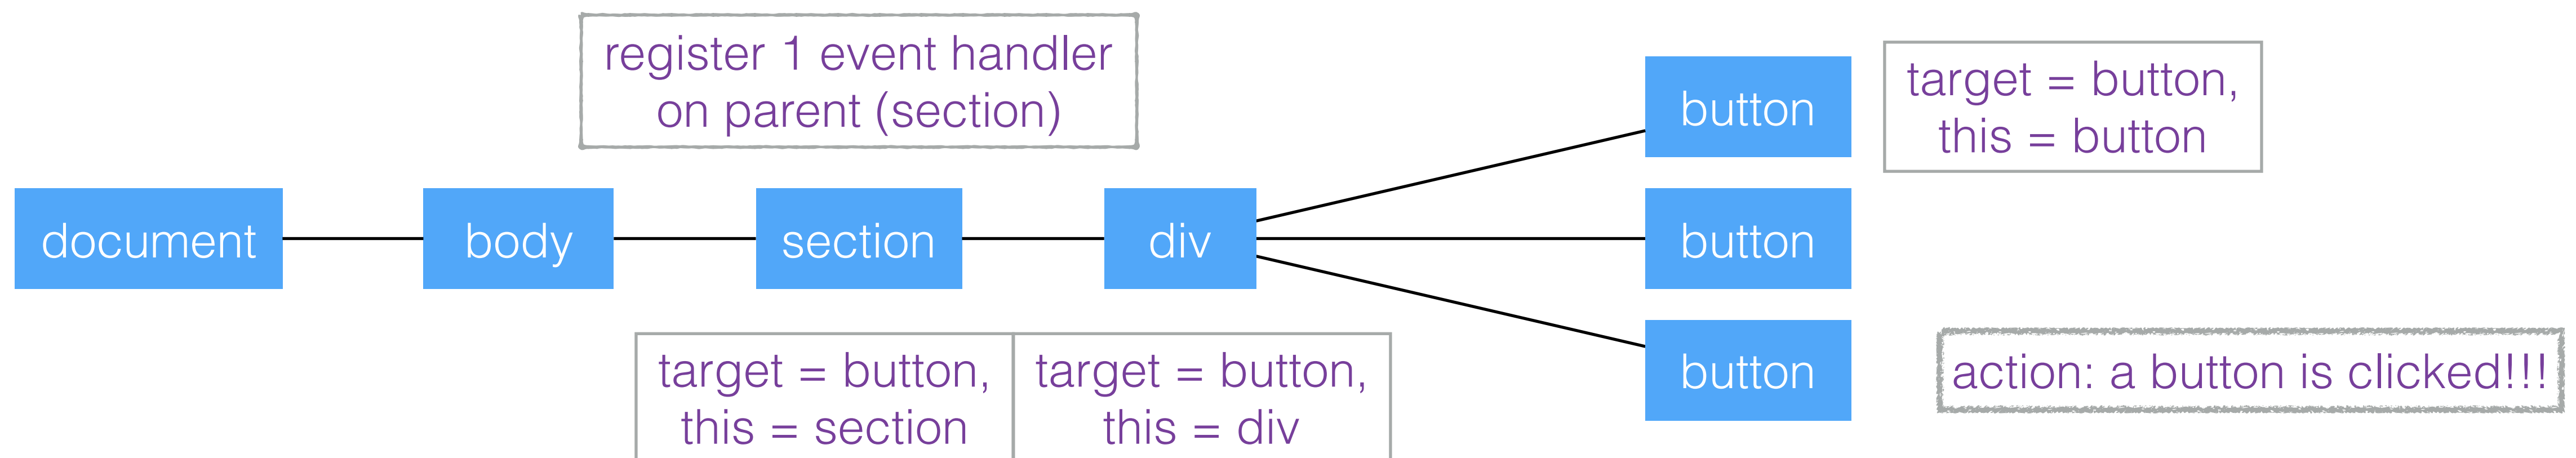 register 1 event handler
on parent (section)
button
target = button,
this = button
document
body
section
div
button
target = button,
this = section
target = button,
this = div
button
action: a button is clicked!!!